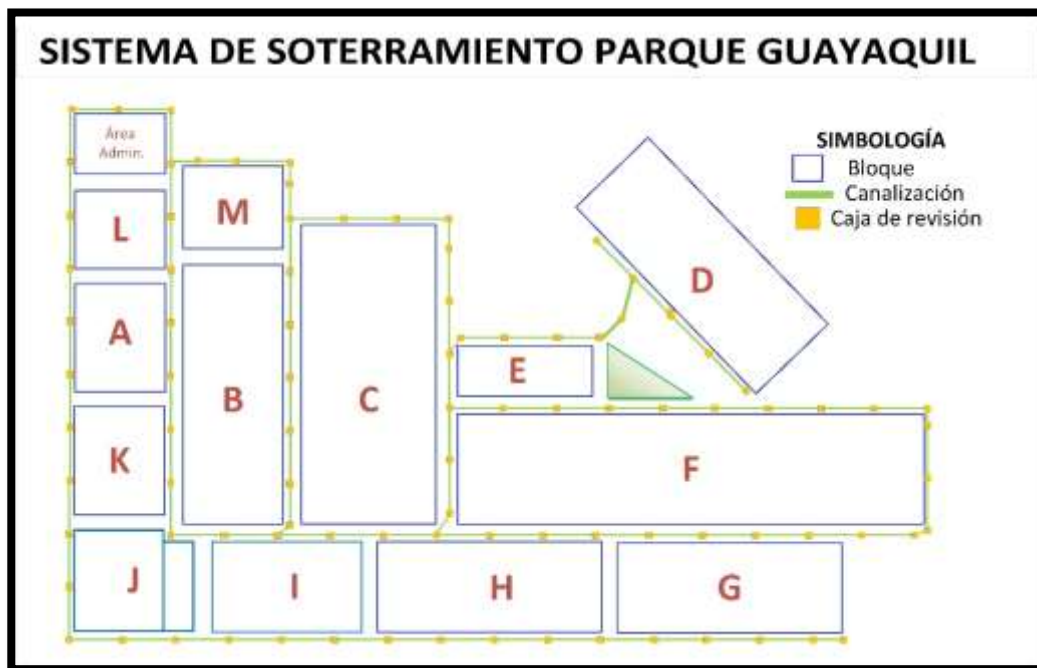 SISTEMA DE SOTERRAMIENTO PARQUE GUAYAQUIL
Área
Admin.
SIMBOLOGÍA
Bloque
Canalización
Caja de revisión
M
L
D
A
E
B
C
K
F
J
I
H
G